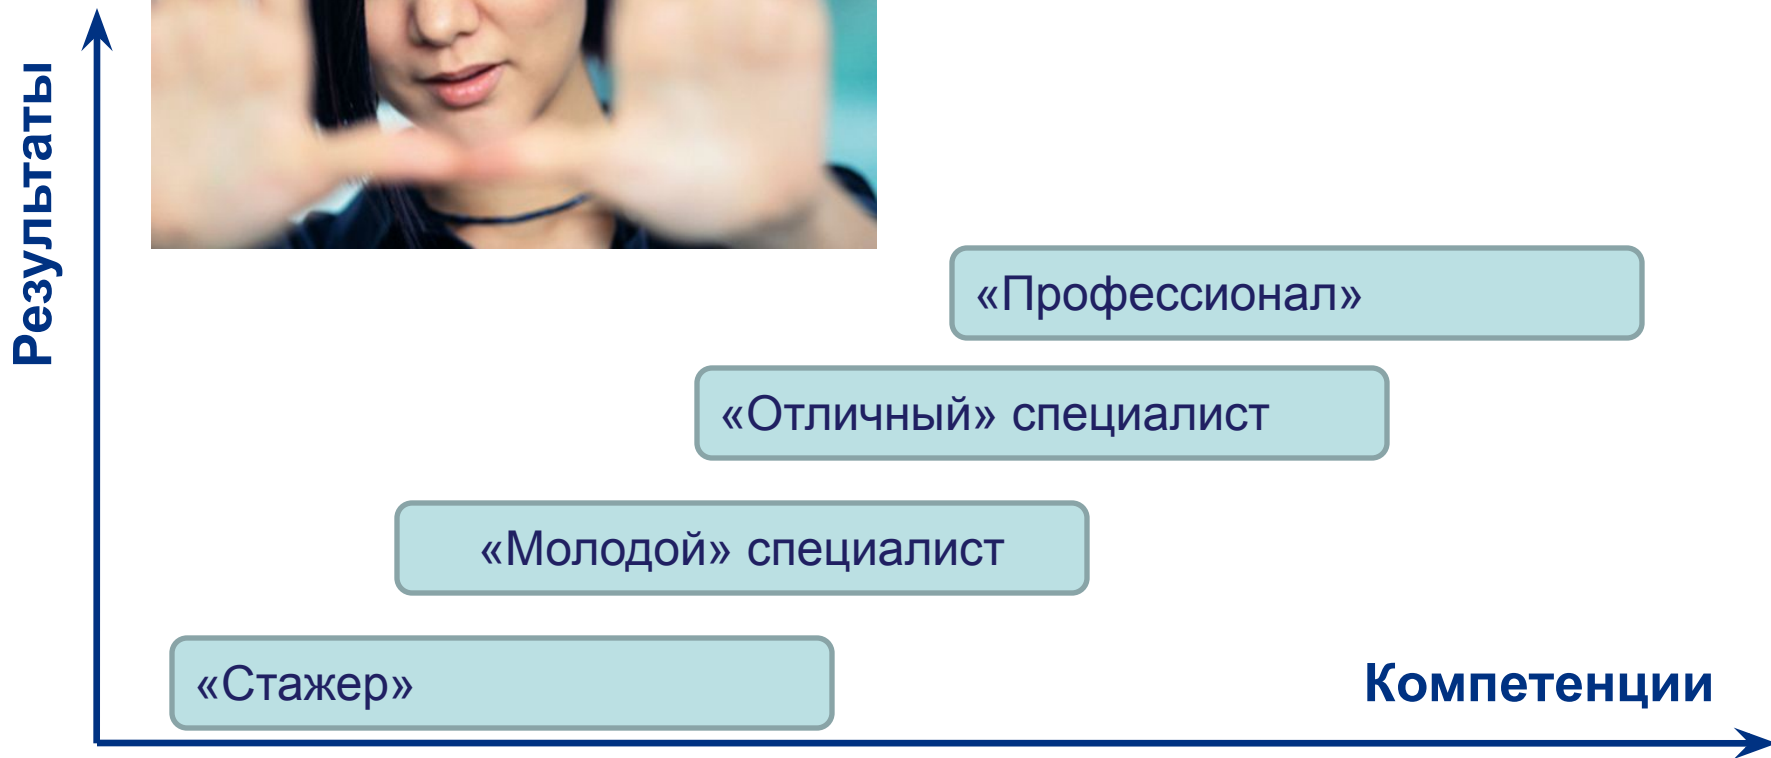 Результаты
«Профессионал»
«Отличный» специалист
«Молодой» специалист
«Стажер»
Компетенции